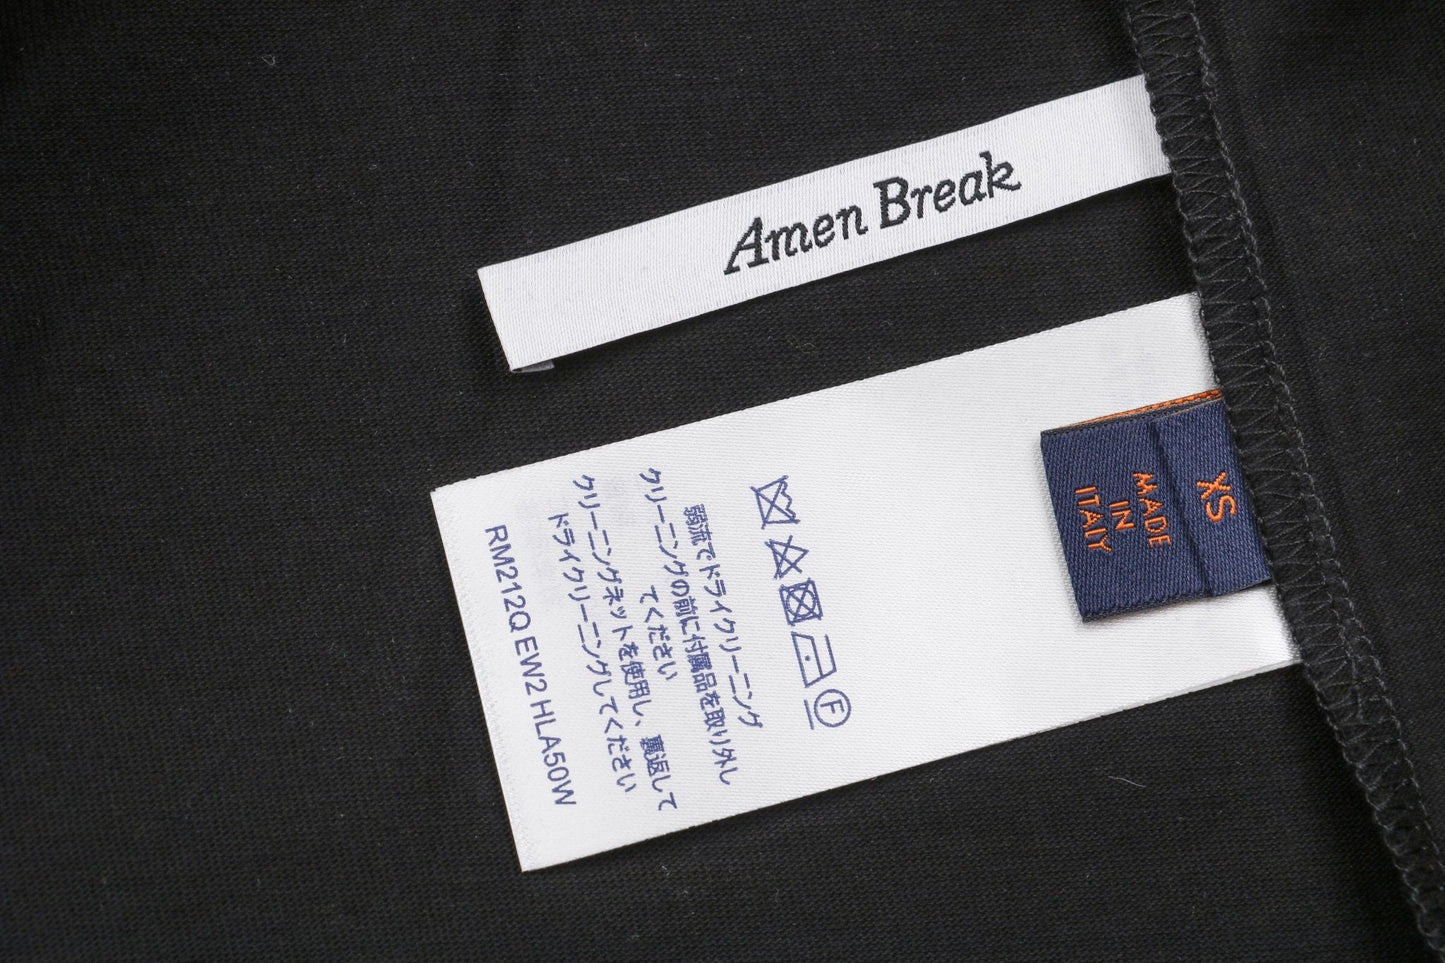 Amen Break
XS
MADE
IN
ITALY
F
弱流でドライクリーニング
クリーニングの前に付属品を取り外し
てください
クリーニングネットを使用し、裏返して
ドライクリーニングしてください
RM212Q EW2 HLA50W